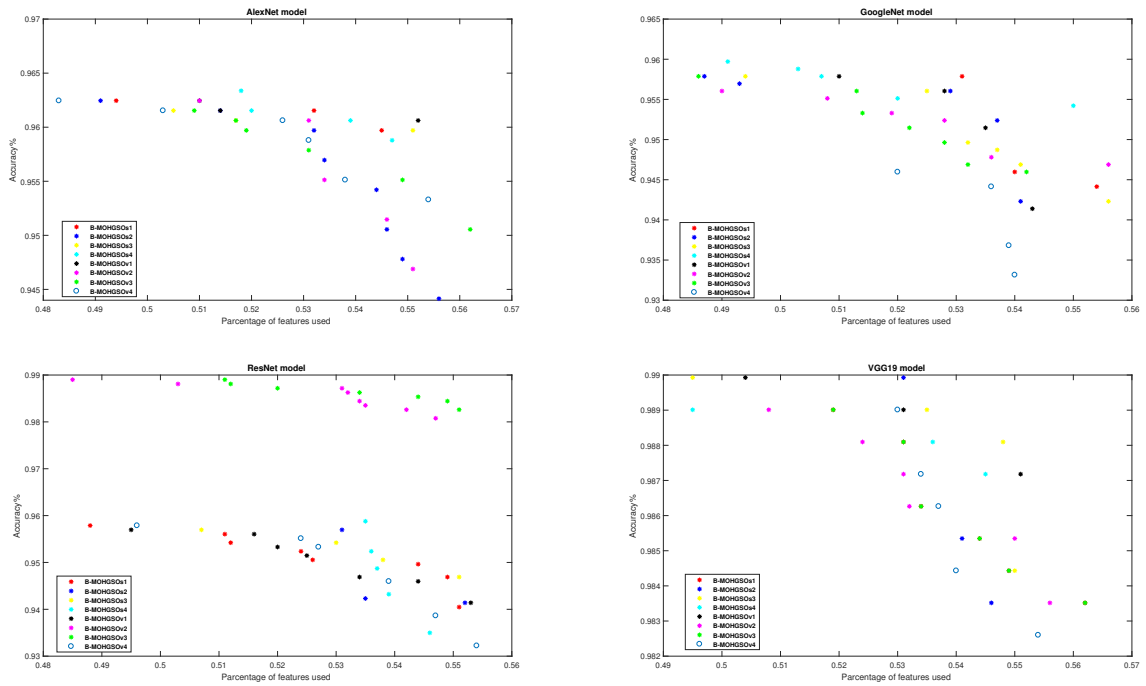 AlexNet model
0.97
0.965
0.96
0.955
0.95
0.945
Accuracy%
B-MOHGSOs1
B-MOHGSOs2
B-MOHGSOs3
B-MOHGSOs4
B-MOHGSOv1
B-MOHGSOv2
B-MOHGSOv3
B-MOHGSOv4
0.48 0.49 0.5 0.51 0.52 0.53 0.54 0.55 0.56 0.57
Parcentage of features used
GoogleNet model
0.965
0.96
0.955
0.95
0.945
0.94
0.935
0.93
Accuracy%
B-MOHGSOs1
B-MOHGSOs2
B-MOHGSOs3
B-MOHGSOs4
B-MOHGSOv1
B-MOHGSOv2
B-MOHGSOv3
B-MOHGSOv4
0.48 0.49 0.5 0.51 0.52 0.53 0.54 0.55 0.56
Parcentage of features used
ResNet model
0.99
0.98
0.97
0.96
0.95
0.94
0.93
Accuracy%
B-MOHGSOs1
B-MOHGSOs2
B-MOHGSOs3
B-MOHGSOs4
B-MOHGSOv1
B-MOHGSOv2
B-MOHGSOv3
B-MOHGSOv4
0.48 0.49 0.5 0.51 0.52 0.53 0.54 0.55 0.56
Parcentage of features used
VGG19 model
0.99
0.989
0.988
0.987
0.986
0.985
0.984
0.983
0.982
Accuracy%
B-MOHGSOs1
B-MOHGSOs2
B-MOHGSOs3
B-MOHGSOs4
B-MOHGSOv1
B-MOHGSOv2
B-MOHGSOv3
B-MOHGSOv4
0.49 0.5 0.51 0.52 0.53 0.54 0.55 0.56 0.57
Parcentage of features used